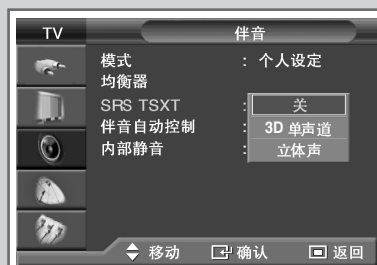 TV 伴音
模式 : 个人设定
均衡器
SRS TSXT : 关
伴音自动控制 : 3D 单声道
内部静音 : 立体声
移动 确认 返回